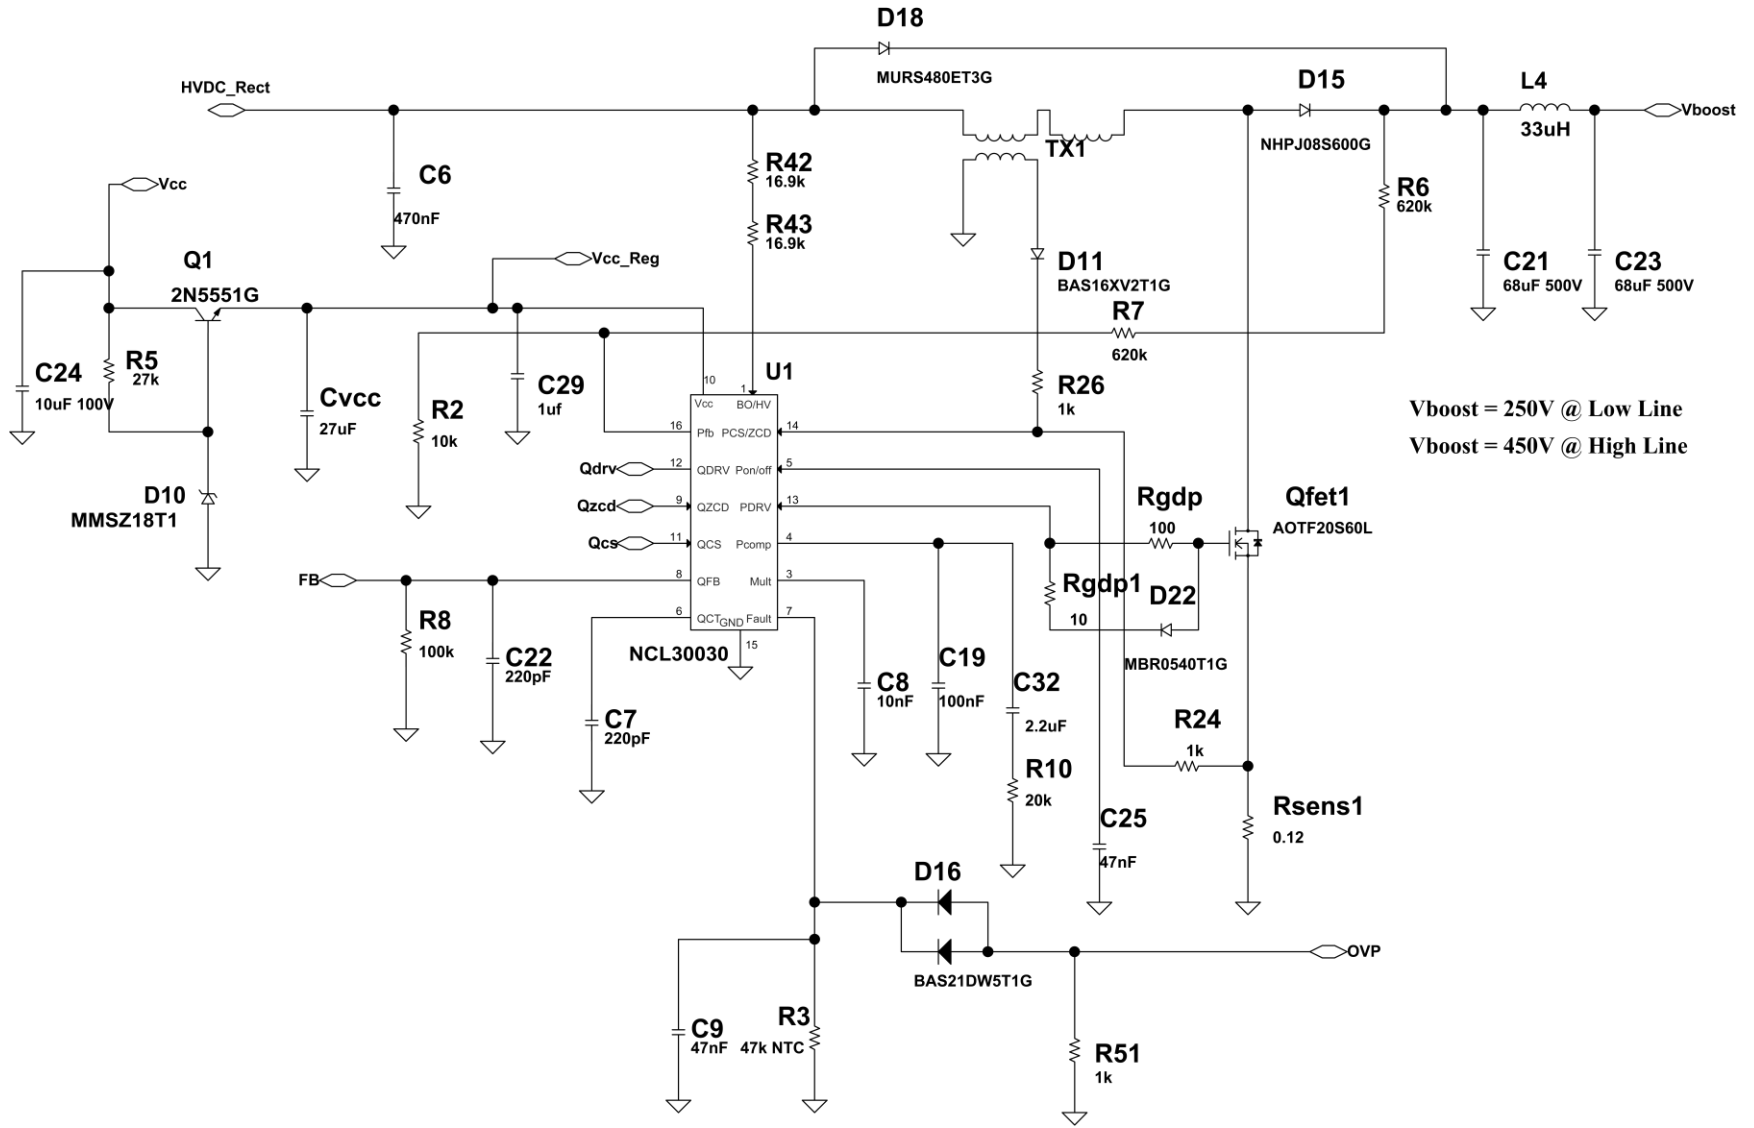 D18
MURS480ET3G
HVDC_Rect
D15
NHPJ08S600G
L4
33uH
Vboost
TX1
R42
16.9k
R43
16.9k
C6
470nF
Vcc
R6
620k
Q1
2N5551G
Vcc_Reg
D11
BAS16XV2T1G
C21
68uF 500V
C23
68uF 500V
R7
620k
C24
10uF 100V
R5
27k
Cvcc
27uF
R2
10k
C29
1uf
U1
R26
1k
Vboost = 250V @ Low Line
Vboost = 450V @ High Line
10
1
Vcc
BO/HV
16
Pfb
PCS/ZCD
14
Qdrv
12
QDRV
Pon/off
5
Qzcd
9
QZCD
PDRV
13
Qcs
11
QCS
Pcomp
4
FB
8
QFB
Mult
3
6
QCT
GND
Fault
7
15
NCL30030
D10
MMSZ18T1
Rgdp
100
Qfet1
AOTF20S60L
Rgdp1
10
D22
MBR0540T1G
R8
100k
C22
220pF
C7
220pF
C8
10nF
C19
100nF
C32
2.2uF
R24
1k
R10
20k
C25
47nF
Rsens1
0.12
D16
BAS21DW5T1G
OVP
C9
47nF
R3
47k NTC
R51
1k